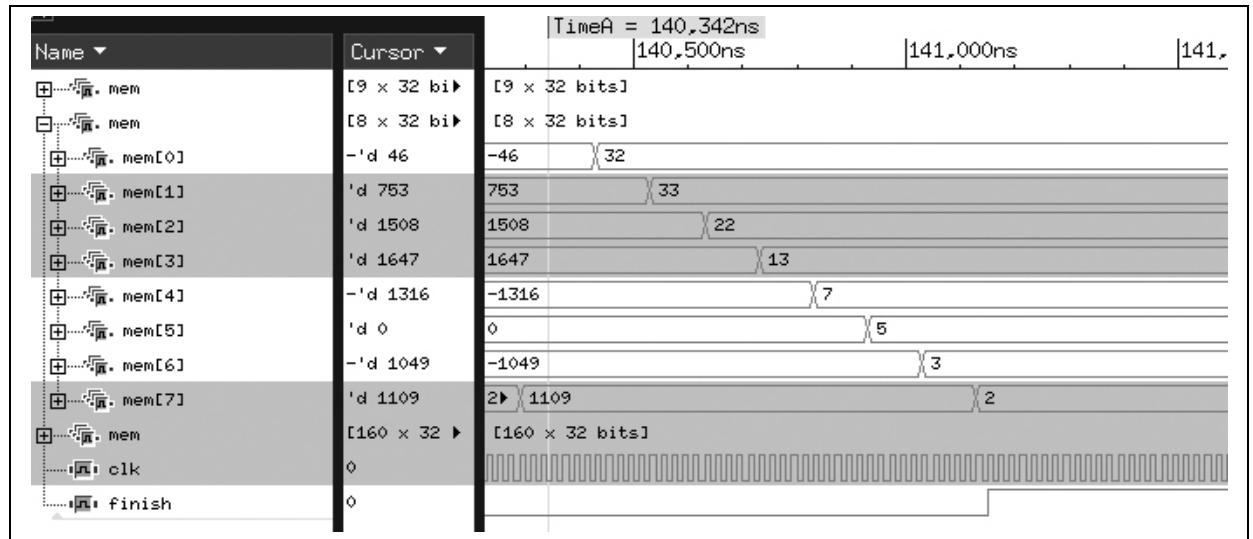 TimeA = 140,342ns
Name Cursor 140,500ns 141,000ns 141,
mem [9 x 32 bi [9 x 32 bits]
mem [8 x 32 bi [8 x 32 bits]
mem[0] -'d 46 -46 32
mem[1] 'd 753 753 33
mem[2] 'd 1508 1508 22
mem[3] 'd 1647 1647 13
mem[4] -'d 1316 -1316 7
mem[5] 'd 0 0 5
mem[6] -'d 1049 -1049 3
mem[7] 'd 1109 2 1109 2
mem [160 x 32 [160 x 32 bits]
clk 0
finish 0